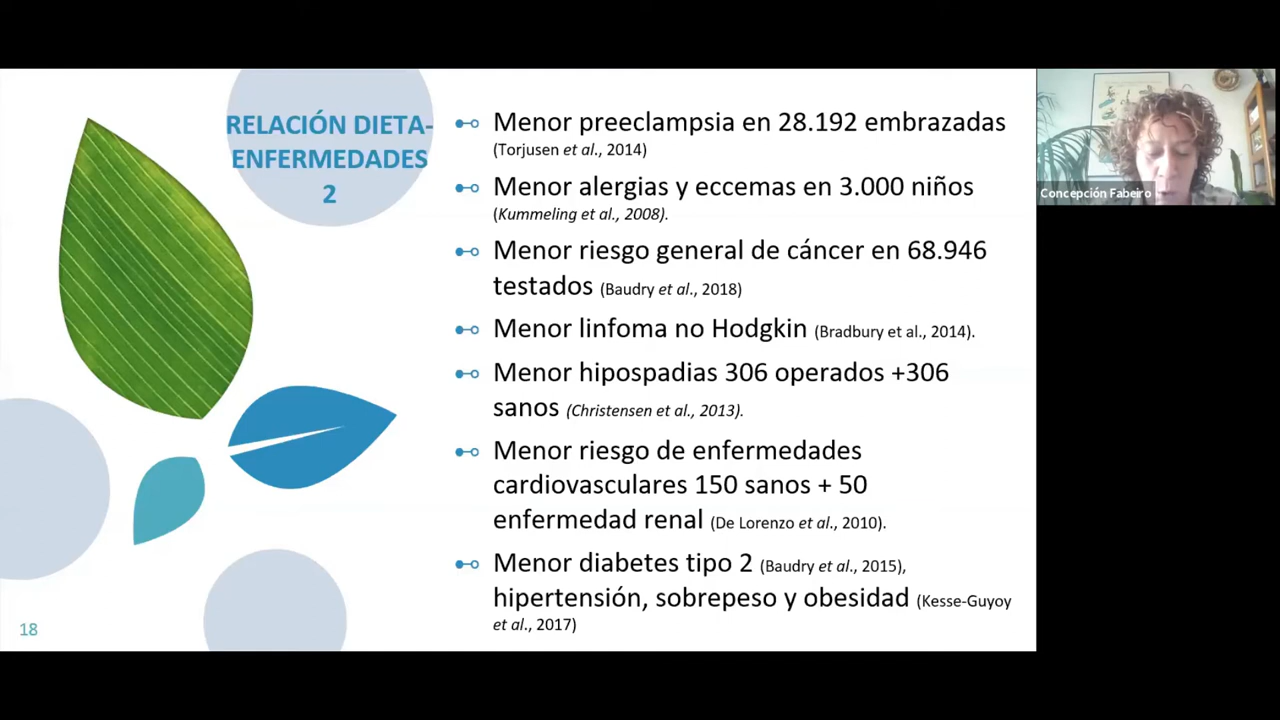 RELACIÓN DIETA-
ENFERMEDADES
2
Menor preeclampsia en 28.192 embrazadas
(Torjusen et al., 2014)
Menor alergias y eccemas en 3.000 niños
(Kummeling et al., 2008).
Menor riesgo general de cáncer en 68.946
testados (Baudry et al., 2018)
Menor linfoma no Hodgkin (Bradbury et al., 2014).
Menor hipospadias 306 operados +306
sanos (Christensen et al., 2013).
Menor riesgo de enfermedades
cardiovasculares 150 sanos + 50
enfermedad renal (De Lorenzo et al., 2010).
Menor diabetes tipo 2 (Baudry et al., 2015),
hipertensión, sobrepeso y obesidad (Kesse-Guyoy
et al., 2017)
18
Concepción Fabeiro